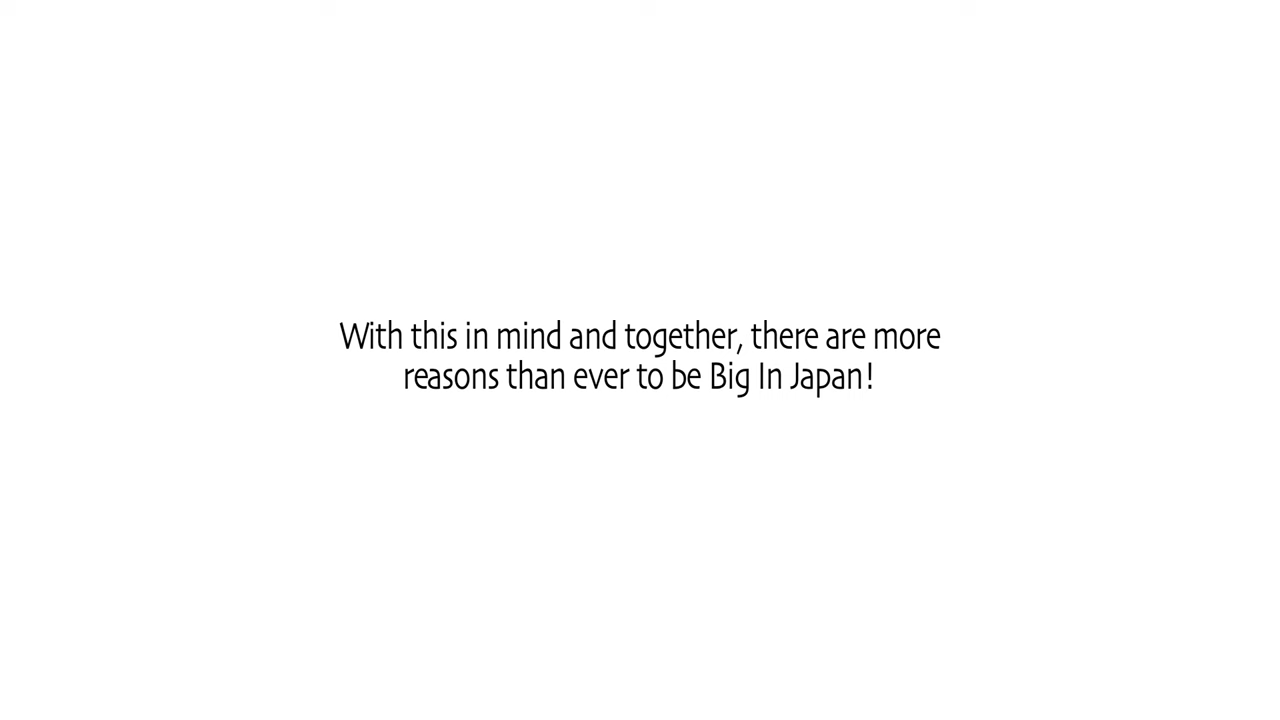 With this in mind and together, there are more
reasons than ever to be Big In Japan!